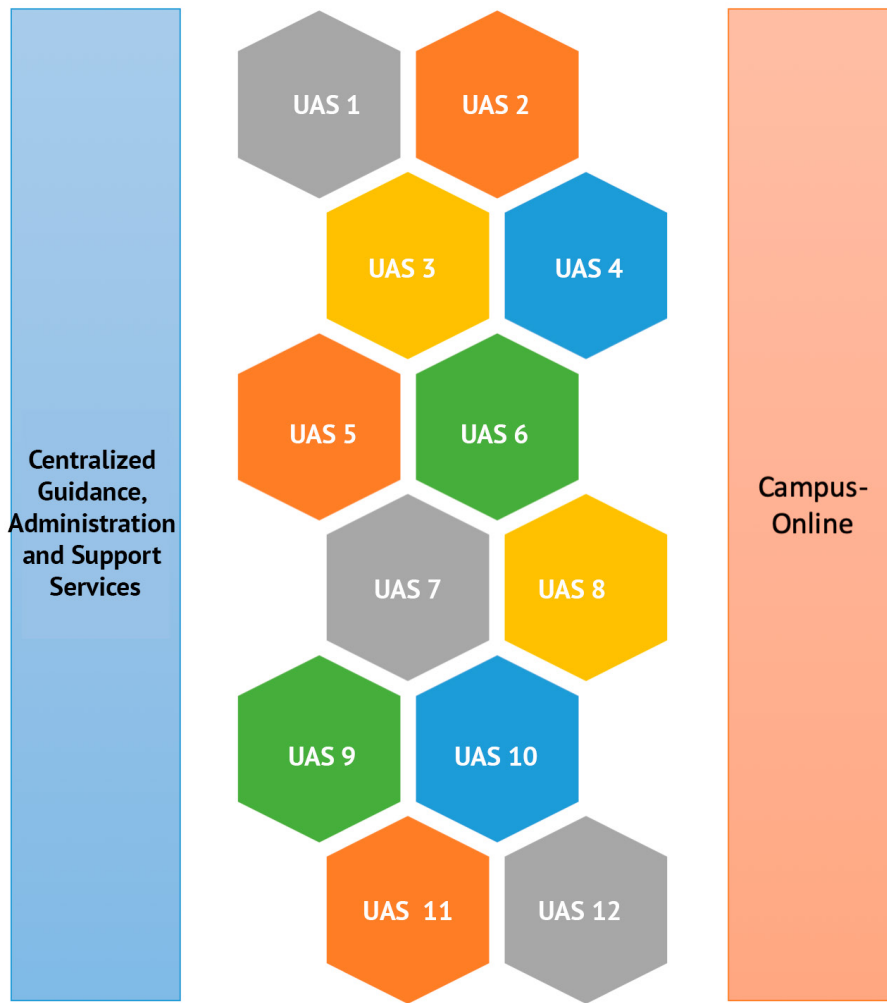 UAS 1
UAS 2
UAS 3
UAS 4
UAS 5
UAS 6
Centralized
Guidance,
Administration
and Support
Services
Campus-
Online
UAS 7
UAS 8
UAS 9
UAS 10
UAS 11
UAS 12